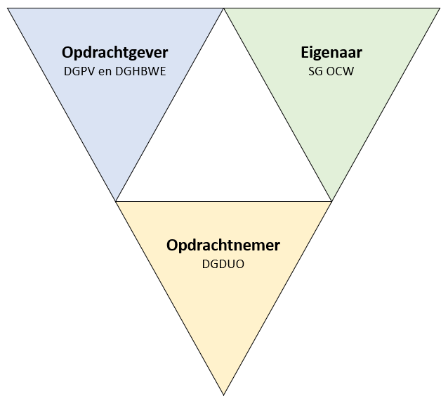 Opdrachtgever
DGPV en DGHBWE
Eigenaar
SG OCW
Opdrachtnemer
DGDUO